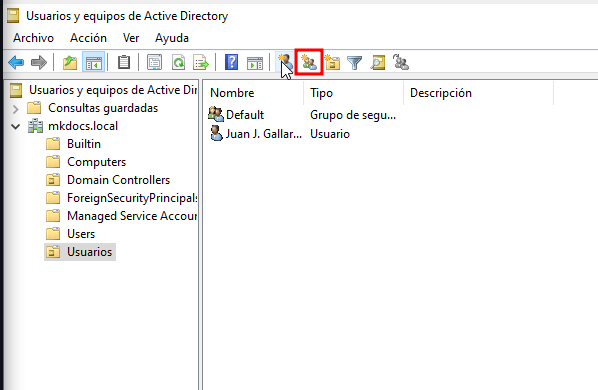 Usuarios y equipos de Active Directory
Archivo Acción Ver Ayuda
Usuarios y equipos de Active Dir
Consultas guardadas
mkdocs.local
Builtin
Computers
Domain Controllers
ForeignSecurityPrincipals
Managed Service Accour
Users
Usuarios
Nombre Tipo Descripción
Default Grupo de segu...
Juan J. Gallar... Usuario